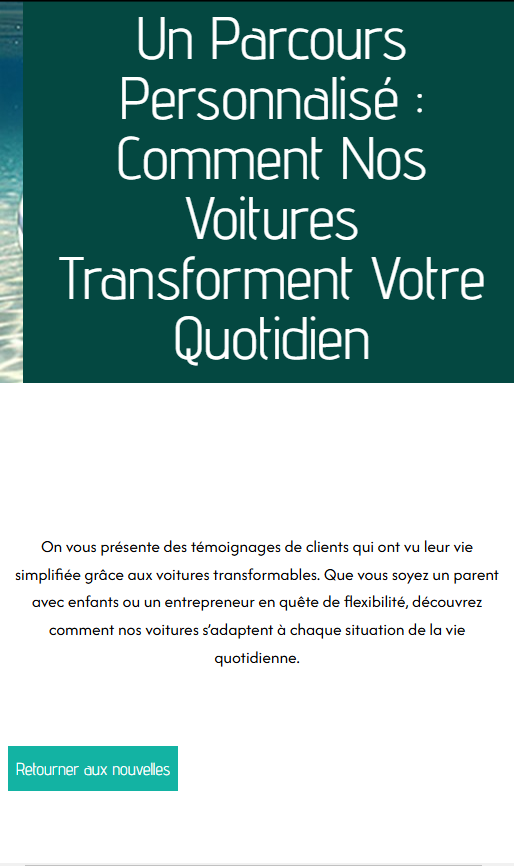 Un Parcours
Personnalisé :
Comment Nos
Voitures
Transforment Votre
Quotidien
On vous présente des témoignages de clients qui ont vu leur vie
simplifiée grâce aux voitures transformables. Que vous soyez un parent
avec enfants ou un entrepreneur en quête de flexibilité, découvrez
comment nos voitures s’adaptent à chaque situation de la vie
quotidienne.
Retourner aux nouvelles